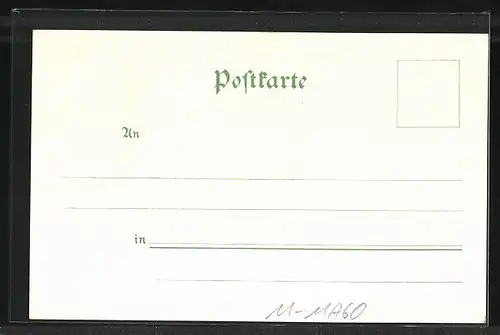 Postkarte
An
in
M-MA60